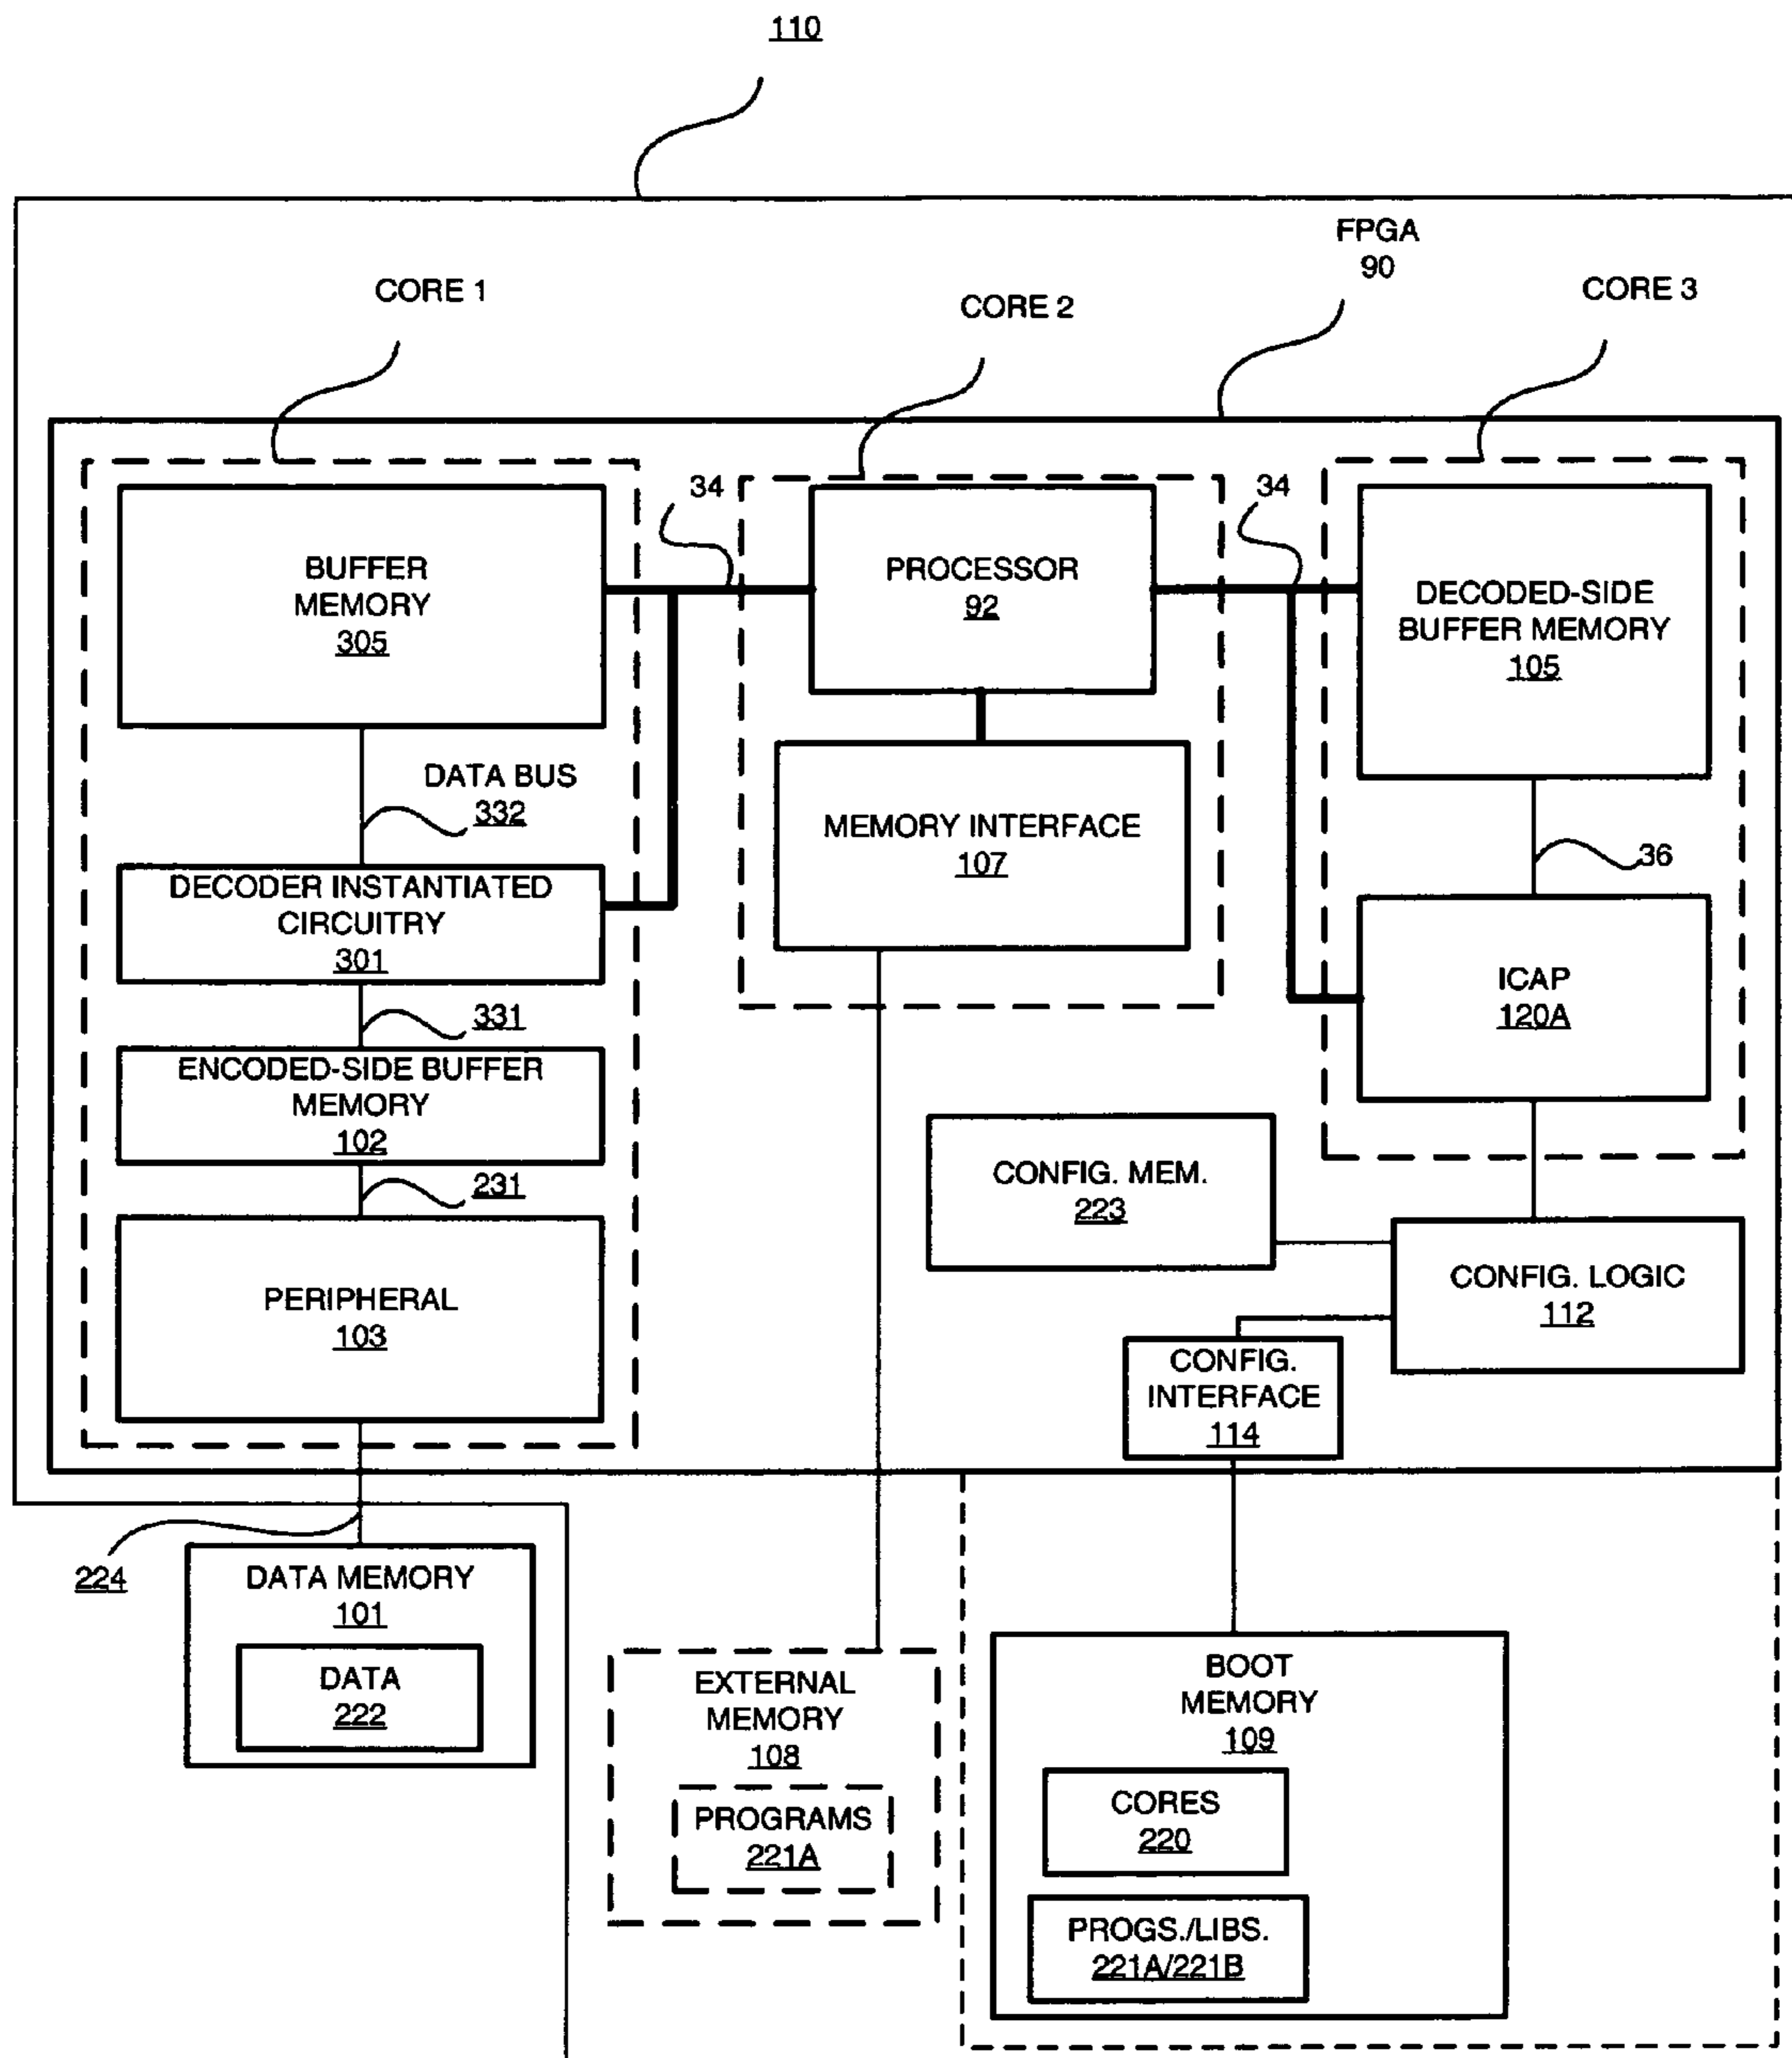 110
FPGA
90
CORE 1
CORE 2
CORE 3
34
34
BUFFER
MEMORY
305
PROCESSOR
92
DECODED-SIDE
BUFFER MEMORY
105
DATA BUS
332
MEMORY INTERFACE
107
36
DECODER INSTANTIATED
CIRCUITRY
301
ICAP
120A
331
ENCODED-SIDE BUFFER
MEMORY
102
231
CONFIG. MEM.
223
PERIPHERAL
103
CONFIG. LOGIC
112
CONFIG.
INTERFACE
114
224
DATA MEMORY
101
DATA
222
EXTERNAL
MEMORY
108
PROGRAMS
221A
BOOT
MEMORY
109
CORES
220
PROGS./LIBS.
221A/221B